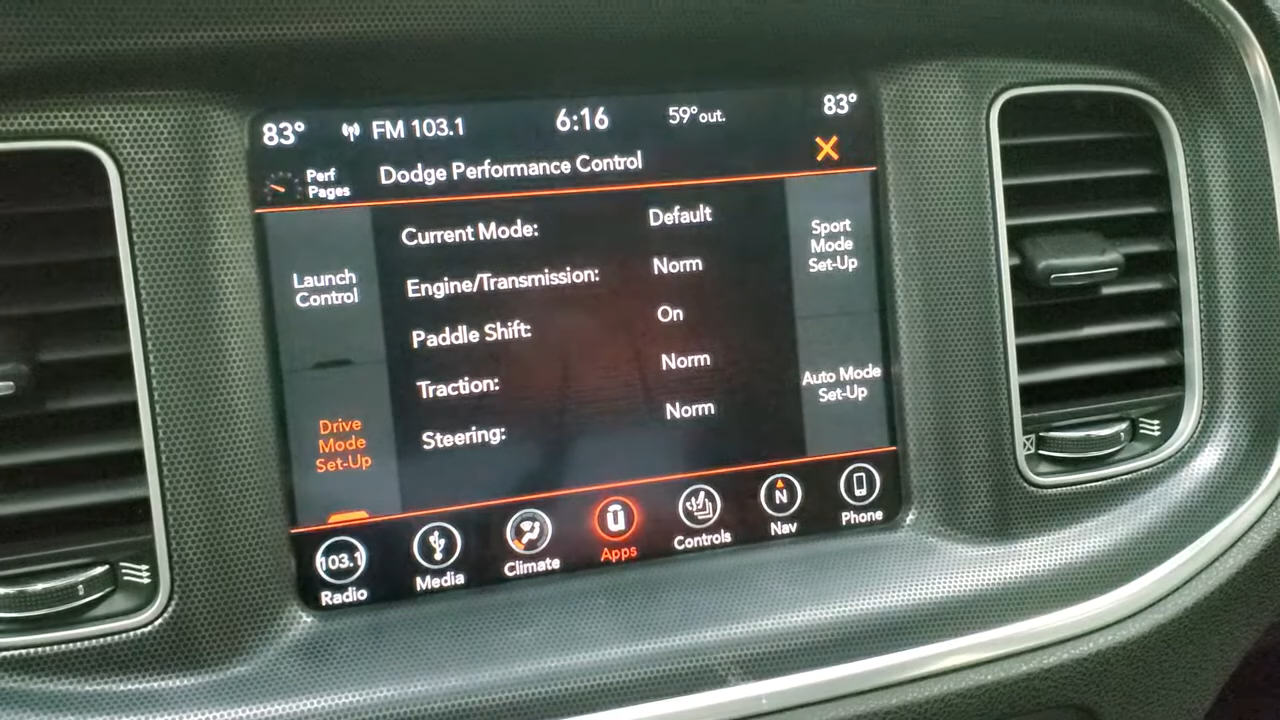 83° FM 103.1 6:16 59°out. 83°
Perf
Pages
Dodge Performance Control
Launch
Control
Drive
Mode
Set-Up
Current Mode: Default
Engine/Transmission: Norm
Paddle Shift: On
Traction: Norm
Steering: Norm
Sport
Mode
Set-Up
Auto Mode
Set-Up
103.1
Radio
Media
Climate
Apps
Controls
N
Nav
Phone